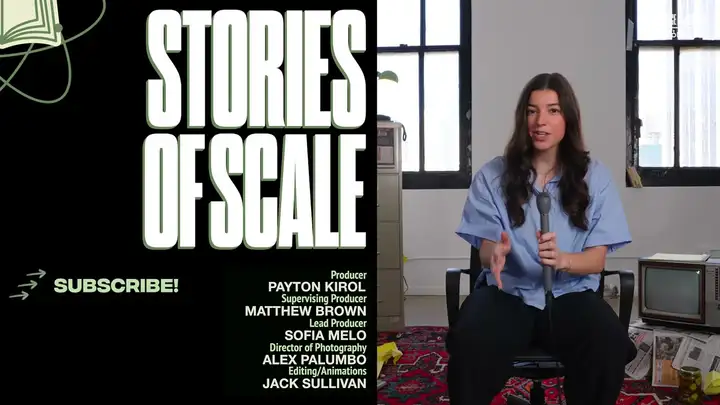 STORIES
OF SCALE
SUBSCRIBE!
Producer
PAYTON KIROL
Supervising Producer
MATTHEW BROWN
Lead Producer
SOFIA MELO
Director of Photography
ALEX PALUMBO
Editing/Animations
JACK SULLIVAN